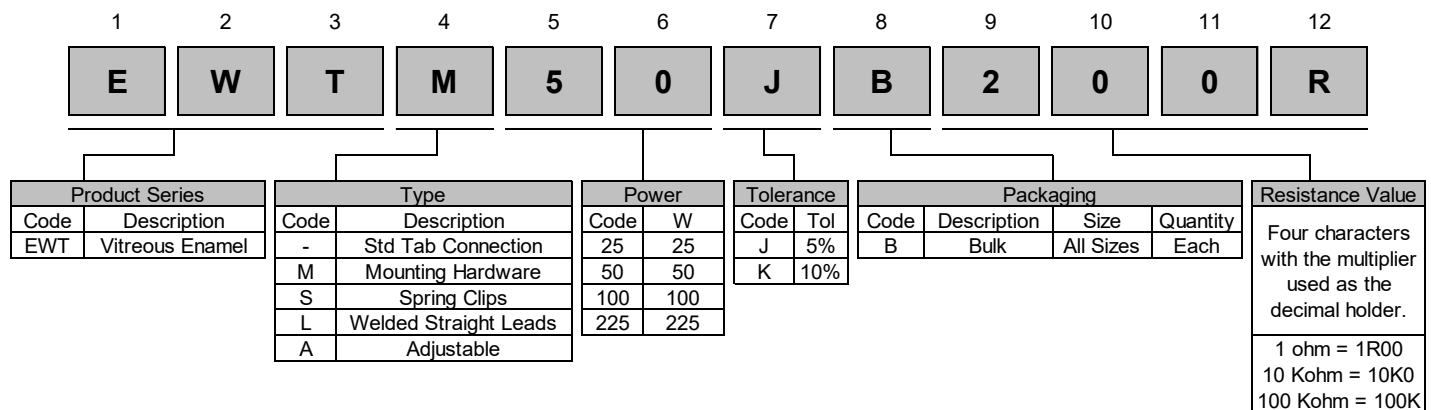 1 2 3 4 5 6 7 8 9 10 11 12
E W T M 5 0 J B 2 0 0 R
Product Series
Code Description
EWT Vitreous Enamel
Type
Code Description
- Std Tab Connection
M Mounting Hardware
S Spring Clips
L Welded Straight Leads
A Adjustable
Power
Code W
25 25
50 50
100 100
225 225
Tolerance
Code Tol
J 5%
K 10%
Packaging
Code Description Size Quantity
B Bulk All Sizes Each
Resistance Value
Four characters
with the multiplier
used as the
decimal holder.
1 ohm = 1R00
10 Kohm = 10K0
100 Kohm = 100K